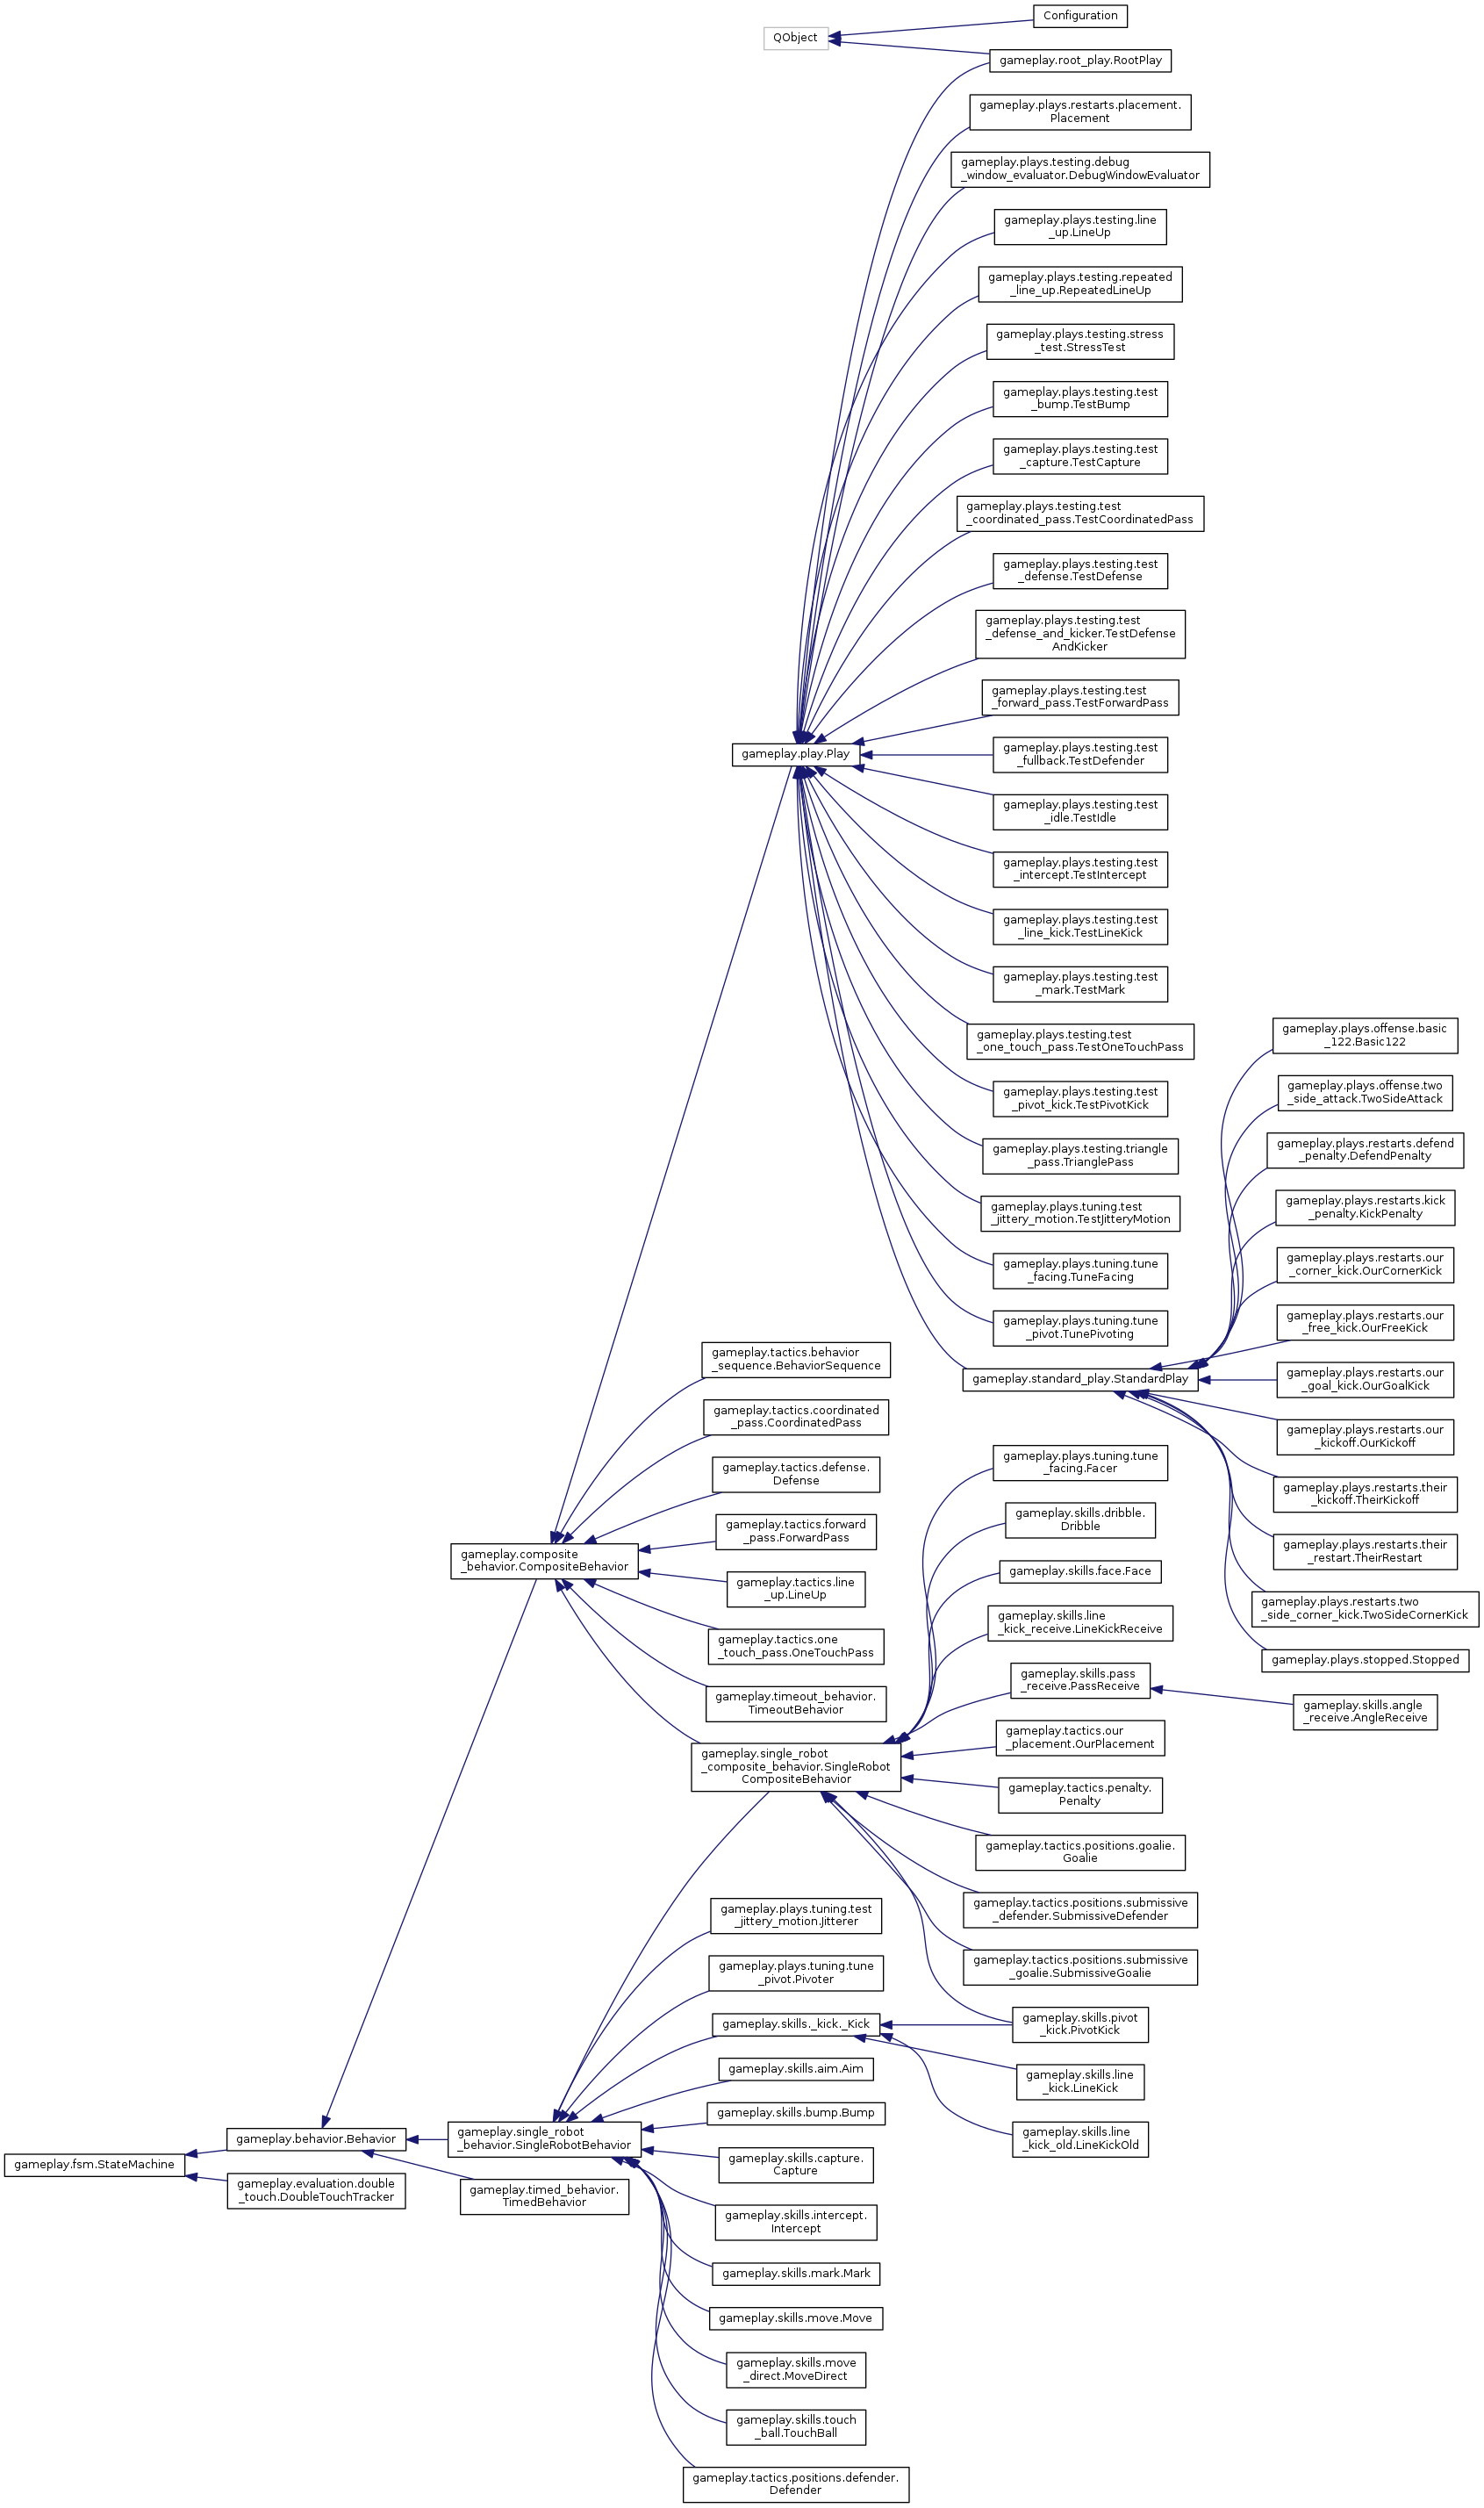 Configuration
QObject
gameplay.root_play.RootPlay
gameplay.plays.restarts.placement.
Placement
gameplay.plays.testing.debug
_window_evaluator.DebugWindowEvaluator
gameplay.plays.testing.line
_up.LineUp
gameplay.plays.testing.repeated
_line_up.RepeatedLineUp
gameplay.plays.testing.stress
_test.StressTest
gameplay.plays.testing.test
_bump.TestBump
gameplay.plays.testing.test
_capture.TestCapture
gameplay.plays.testing.test
_coordinated_pass.TestCoordinatedPass
gameplay.plays.testing.test
_defense.TestDefense
gameplay.plays.testing.test
_defense_and_kicker.TestDefense
AndKicker
gameplay.plays.testing.test
_forward_pass.TestForwardPass
gameplay.play.Play
gameplay.plays.testing.test
_fullback.TestDefender
gameplay.plays.testing.test
_idle.TestIdle
gameplay.plays.testing.test
_intercept.TestIntercept
gameplay.plays.testing.test
_line_kick.TestLineKick
gameplay.plays.testing.test
_mark.TestMark
gameplay.plays.testing.test
_one_touch_pass.TestOneTouchPass
gameplay.plays.testing.test
_pivot_kick.TestPivotKick
gameplay.plays.testing.triangle
_pass.TrianglePass
gameplay.plays.tuning.test
_jittery_motion.TestJitteryMotion
gameplay.plays.tuning.tune
_facing.TuneFacing
gameplay.plays.tuning.tune
_pivot.TunePivoting
gameplay.standard_play.StandardPlay
gameplay.plays.offense.basic
_122.Basic122
gameplay.plays.offense.two
_side_attack.TwoSideAttack
gameplay.plays.restarts.defend
_penalty.DefendPenalty
gameplay.plays.restarts.kick
_penalty.KickPenalty
gameplay.plays.restarts.our
_corner_kick.OurCornerKick
gameplay.plays.restarts.our
_free_kick.OurFreeKick
gameplay.plays.restarts.our
_goal_kick.OurGoalKick
gameplay.plays.restarts.our
_kickoff.OurKickoff
gameplay.plays.restarts.their
_kickoff.TheirKickoff
gameplay.plays.restarts.their
_restart.TheirRestart
gameplay.plays.restarts.two
_side_corner_kick.TwoSideCornerKick
gameplay.plays.stopped.Stopped
gameplay.tactics.behavior
_sequence.BehaviorSequence
gameplay.tactics.coordinated
_pass.CoordinatedPass
gameplay.tactics.defense.
Defense
gameplay.tactics.forward
_pass.ForwardPass
gameplay.composite
_behavior.CompositeBehavior
gameplay.tactics.line
_up.LineUp
gameplay.tactics.one
_touch_pass.OneTouchPass
gameplay.timeout_behavior.
TimeoutBehavior
gameplay.single_robot
_composite_behavior.SingleRobot
CompositeBehavior
gameplay.plays.tuning.tune
_facing.Facer
gameplay.skills.dribble.
Dribble
gameplay.skills.face.Face
gameplay.skills.line
_kick_receive.LineKickReceive
gameplay.skills.pass
_receive.PassReceive
gameplay.skills.angle
_receive.AngleReceive
gameplay.tactics.our
_placement.OurPlacement
gameplay.tactics.penalty.
Penalty
gameplay.tactics.positions.goalie.
Goalie
gameplay.tactics.positions.submissive
_defender.SubmissiveDefender
gameplay.tactics.positions.submissive
_goalie.SubmissiveGoalie
gameplay.skills.pivot
_kick.PivotKick
gameplay.skills.line
_kick.LineKick
gameplay.skills.line
_kick_old.LineKickOld
gameplay.plays.tuning.test
_jittery_motion.Jitterer
gameplay.plays.tuning.tune
_pivot.Pivoter
gameplay.skills._kick._Kick
gameplay.skills.aim.Aim
gameplay.skills.bump.Bump
gameplay.behavior.Behavior
gameplay.single_robot
_behavior.SingleRobotBehavior
gameplay.skills.capture.
Capture
gameplay.fsm.StateMachine
gameplay.evaluation.double
_touch.DoubleTouchTracker
gameplay.timed_behavior.
TimedBehavior
gameplay.skills.intercept.
Intercept
gameplay.skills.mark.Mark
gameplay.skills.move.Move
gameplay.skills.move
_direct.MoveDirect
gameplay.skills.touch
_ball.TouchBall
gameplay.tactics.positions.defender.
Defender